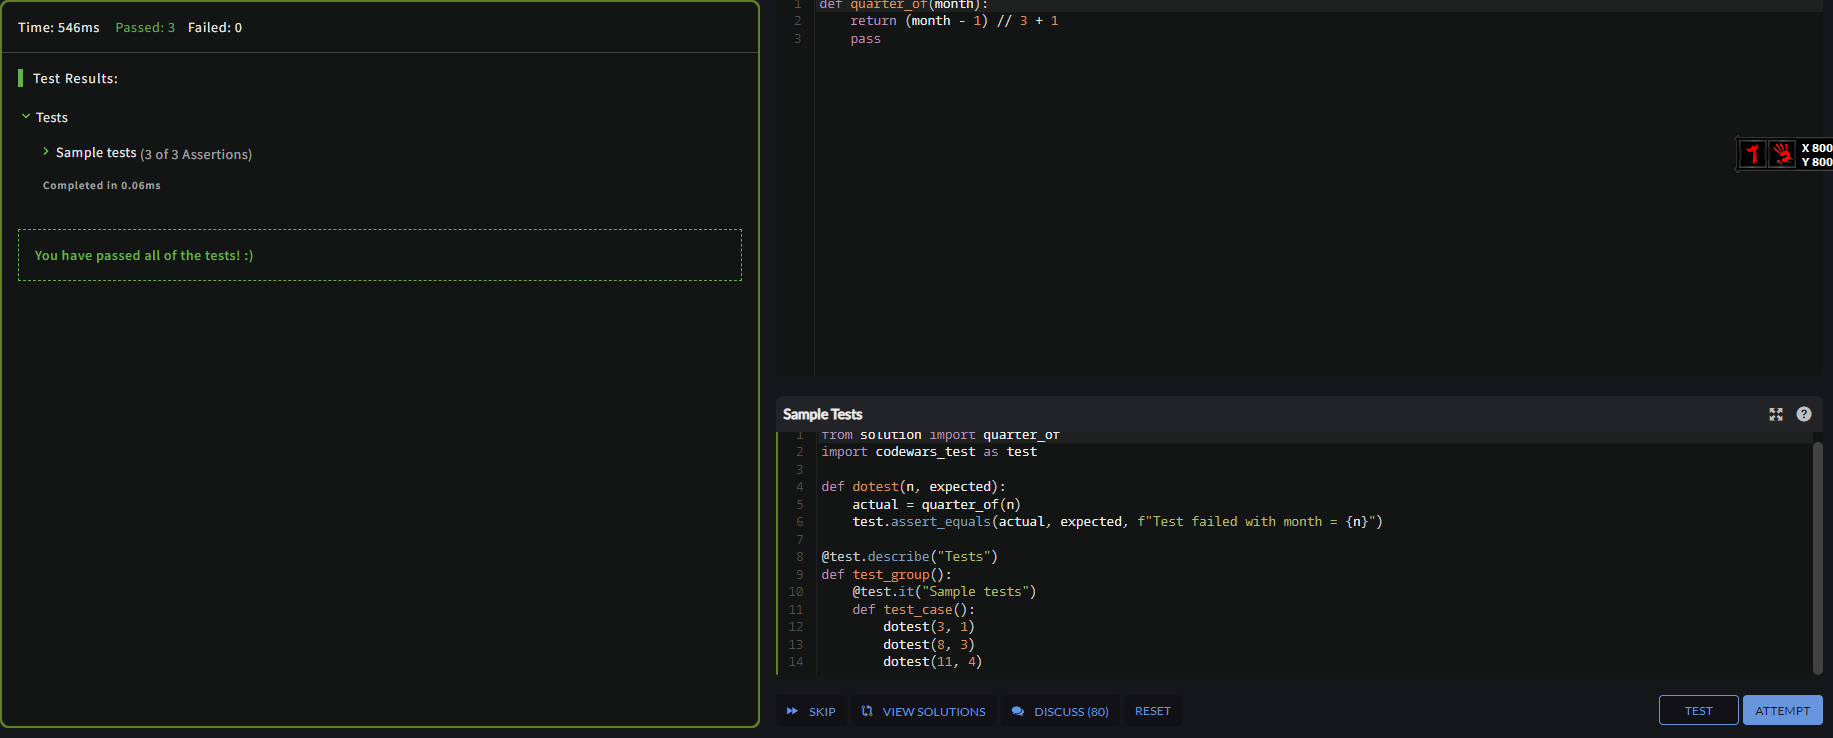 Time: 546ms Passed: 3 Failed: 0
Test Results:
Tests
Sample tests (3 of 3 Assertions)
Completed in 0.06ms
You have passed all of the tests! :)
1 def quarter_of(month):
2 return (month - 1) // 3 + 1
3 pass
X 800
Y 800
Sample Tests
?
1 from solution import quarter_of
2 import codewars_test as test
3
4 def dotest(n, expected):
5 actual = quarter_of(n)
6 test.assert_equals(actual, expected, f"Test failed with month = {n}")
7
8 @test.describe("Tests")
9 def test_group():
10 @test.it("Sample tests")
11 def test_case():
12 dotest(3, 1)
13 dotest(8, 3)
14 dotest(11, 4)
SKIP VIEW SOLUTIONS DISCUSS (80) RESET TEST ATTEMPT